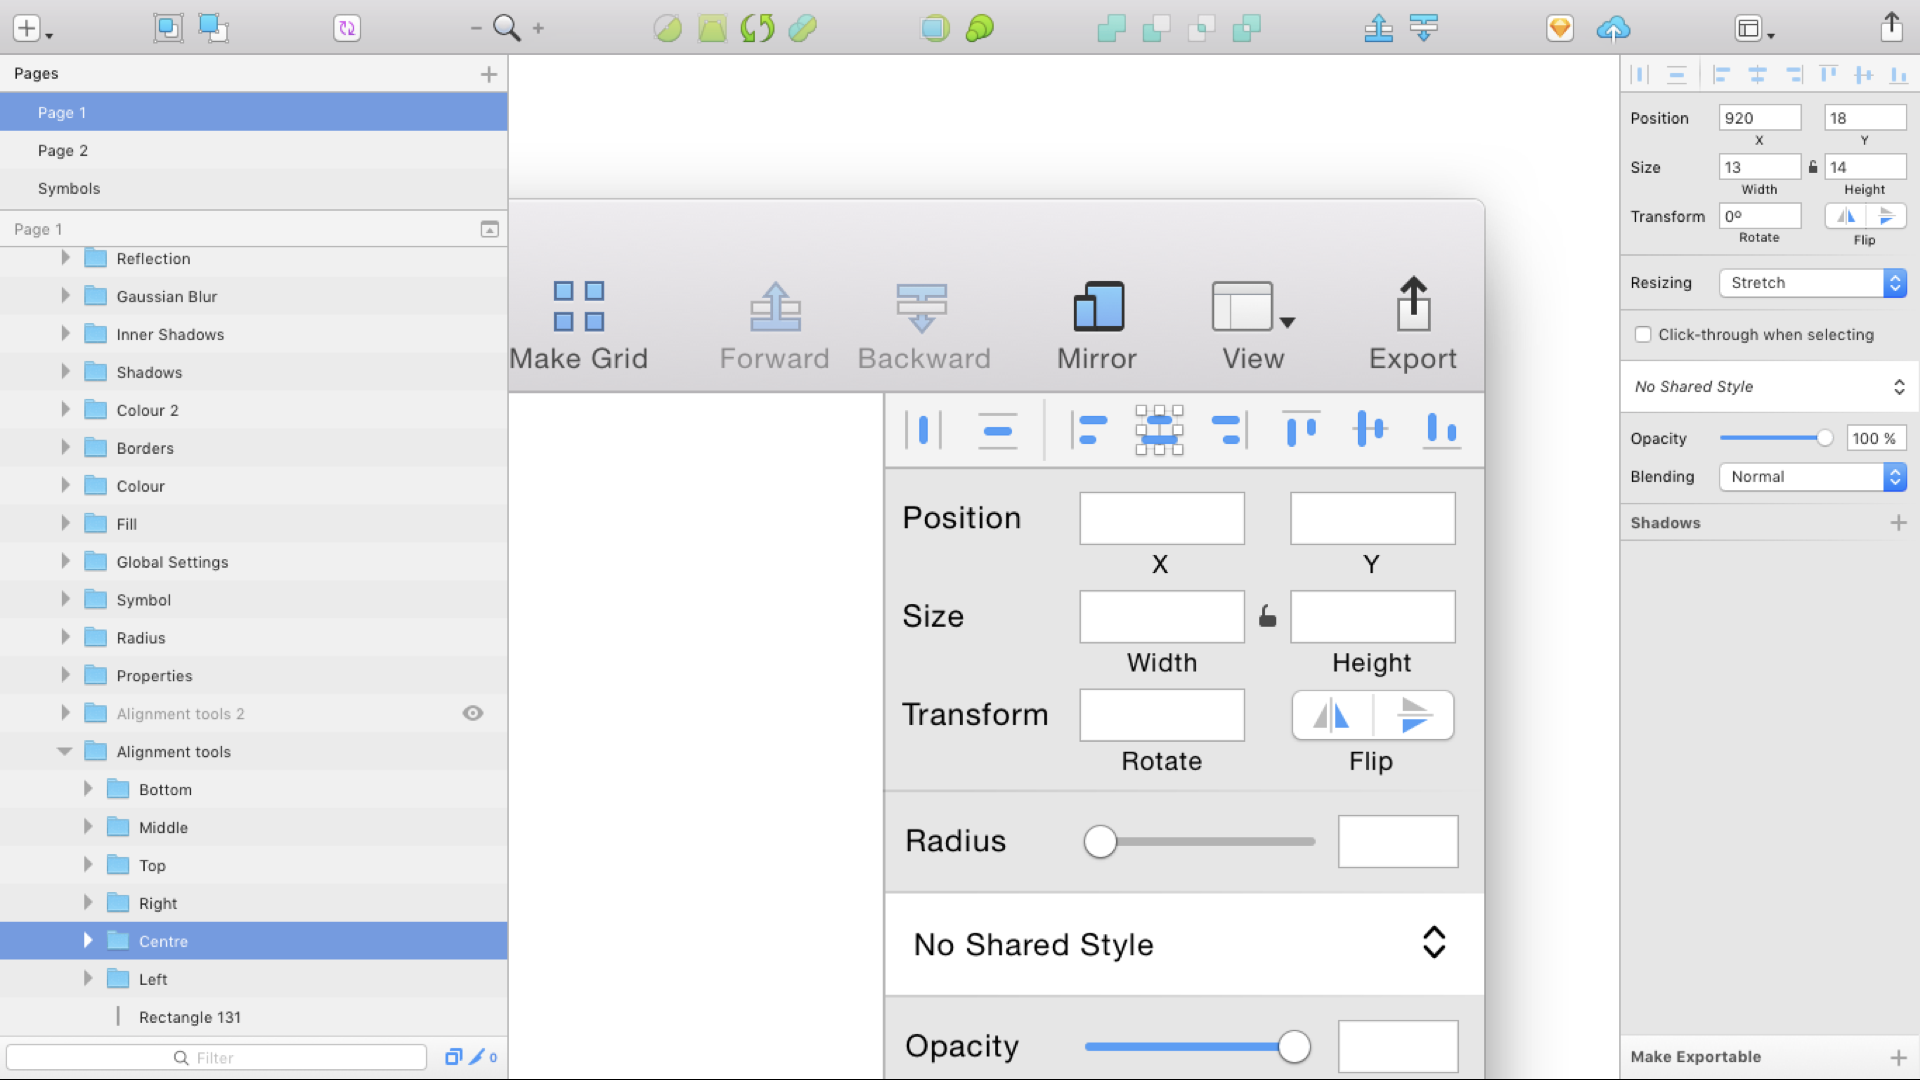 Pages
Page 1
Page 2
Symbols
Page 1
Reflection
Gaussian Blur
Inner Shadows
Shadows
Colour 2
Borders
Colour
Fill
Global Settings
Symbol
Radius
Properties
Alignment tools 2
Alignment tools
Bottom
Middle
Top
Right
Centre
Left
Rectangle 131
Filter
0
Make Grid
Forward
Backward
Mirror
View
Export
Position
X
Y
Size
Width
Height
Transform
Rotate
Flip
Radius
No Shared Style
Opacity
Position 920 18
X Y
Size 13 14
Width Height
Transform 0º
Rotate Flip
Resizing Stretch
Click-through when selecting
No Shared Style
Opacity 100 %
Blending Normal
Shadows
Make Exportable